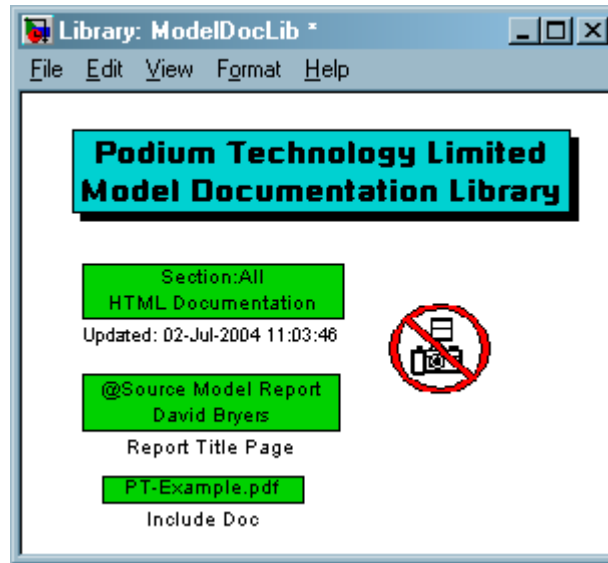 Library: ModelDocLib *
File Edit View Format Help
Podium Technology Limited
Model Documentation Library
Section:All
HTML Documentation
Updated: 02-Jul-2004 11:03:46
@Source Model Report
David Bryers
Report Title Page
PT-Example.pdf
Include Doc